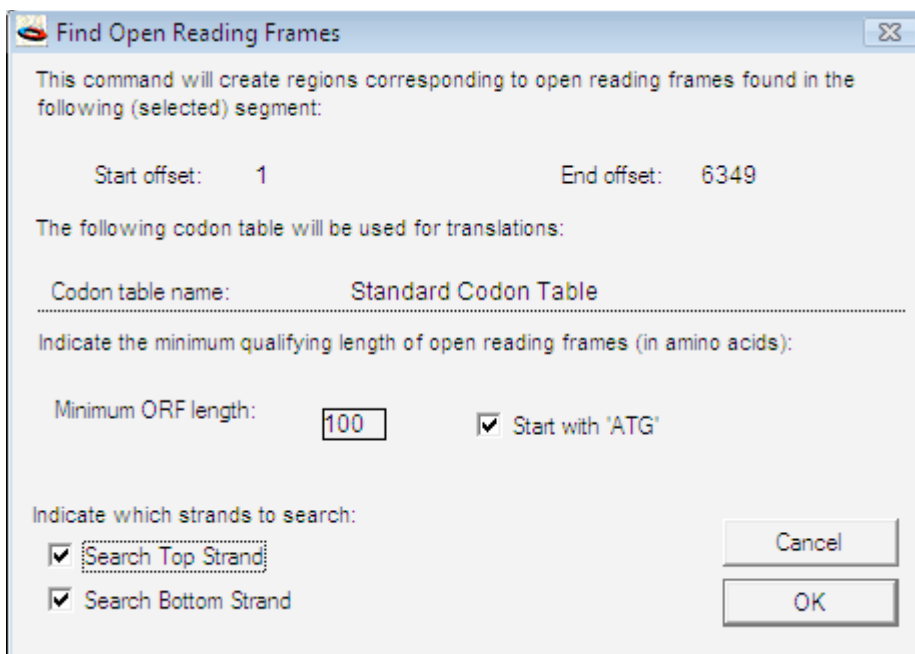 Find Open Reading Frames
This command will create regions corresponding to open reading frames found in the
following (selected) segment:
Start offset: 1 End offset: 6349
The following codon table will be used for translations:
Codon table name: Standard Codon Table
Indicate the minimum qualifying length of open reading frames (in amino acids):
Minimum ORF length: 100 Start with 'ATG'
Indicate which strands to search:
Search Top Strand
Cancel
Search Bottom Strand
OK